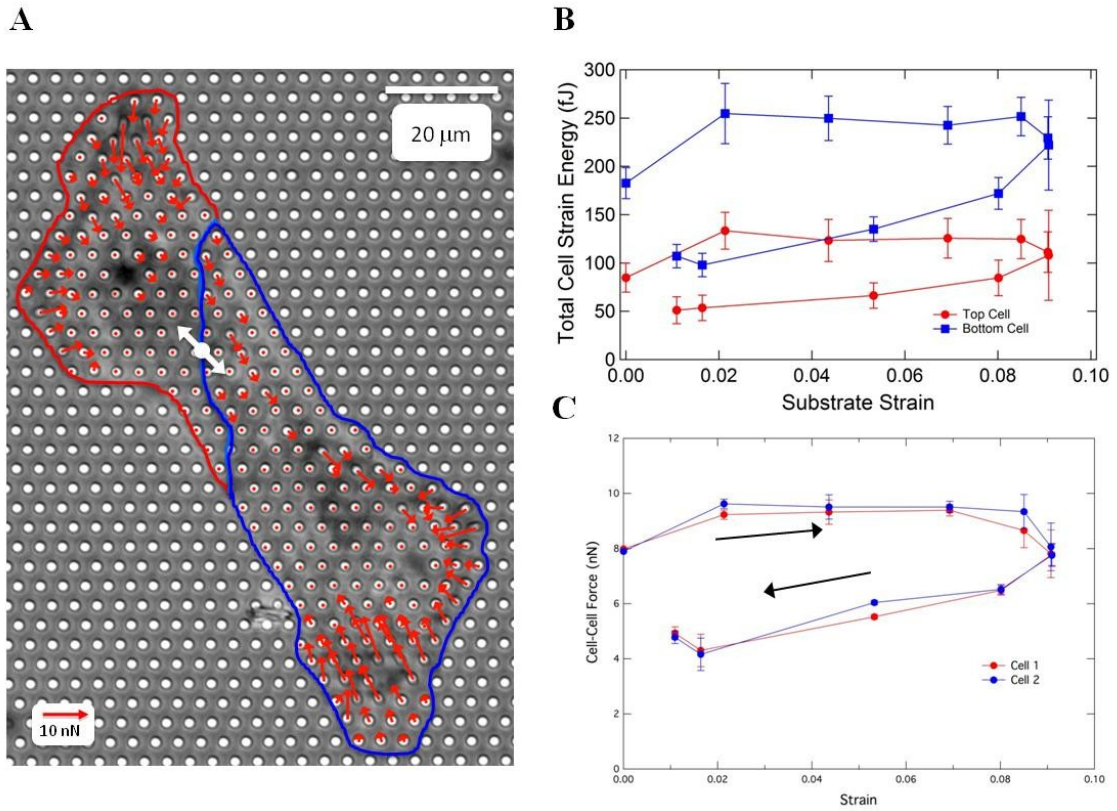 A
20 μm
10 nN
B
Total Cell Strain Energy (fJ)
300
250
200
150
100
50
0
Top Cell
Bottom Cell
0.00
0.02
0.04
0.06
0.08
0.10
Substrate Strain
C
Cell-Cell Force (nN)
12
10
8
6
4
2
0
Cell 1
Cell 2
0.00
0.02
0.04
0.06
0.08
0.10
Strain